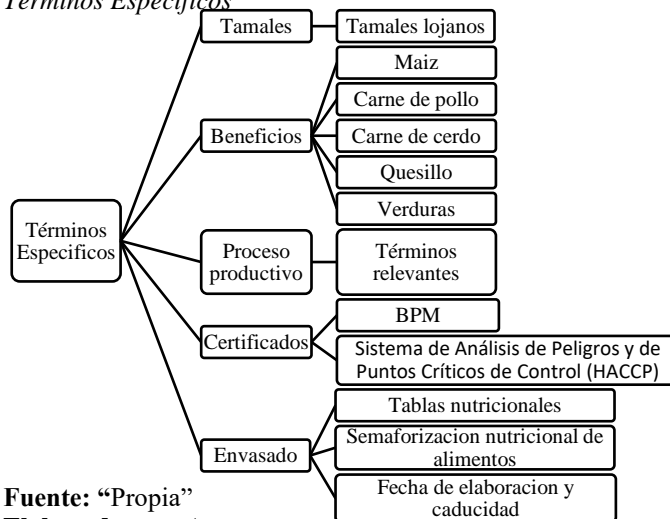 Términos Específicos
Tamales
Tamales lojanos
Beneficios
Maiz
Carne de pollo
Carne de cerdo
Quesillo
Verduras
Términos
Especificos
Proceso
productivo
Términos
relevantes
Certificados
BPM
Sistema de Análisis de Peligros y de
Puntos Críticos de Control (HACCP)
Envasado
Tablas nutricionales
Semaforizacion nutricional de
alimentos
Fecha de elaboracion y
caducidad
Fuente: “Propia”